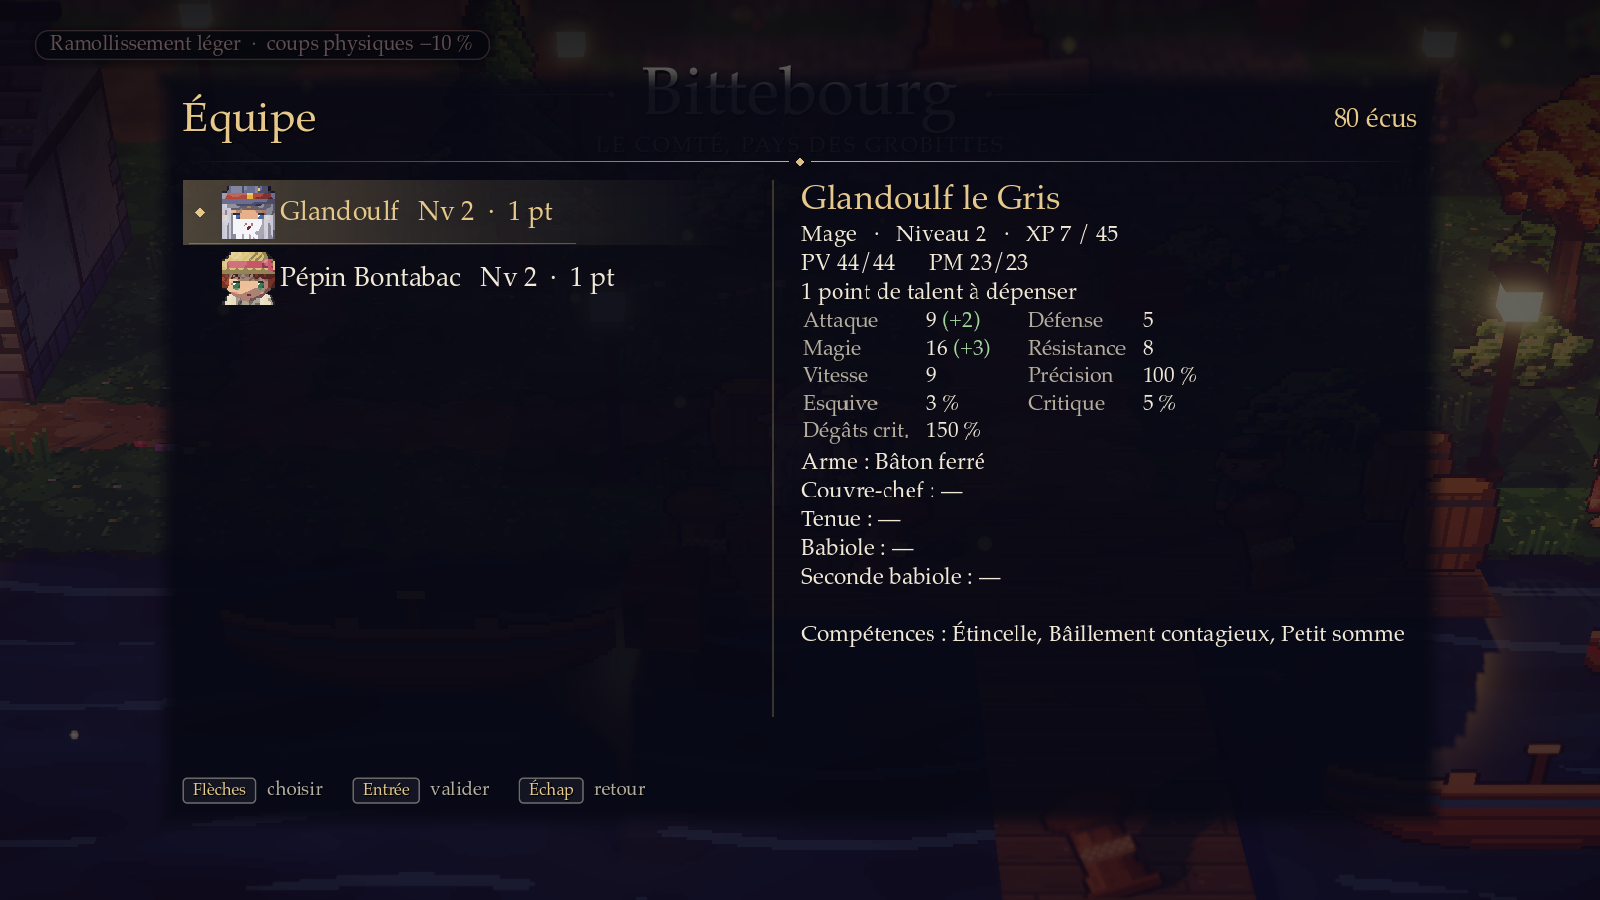 Ramollissement léger · coups physiques −10 %
Bittebourg
LE COMTE, PAYS DES GROBITTES
Équipe
80 écus
Glandoulf Nv 2 · 1 pt
Pépin Bontabac Nv 2 · 1 pt
Glandoulf le Gris
Mage · Niveau 2 · XP 7 / 45
PV 44/44 PM 23/23
1 point de talent à dépenser
Attaque 9 (+2) Défense 5
Magie 16 (+3) Résistance 8
Vitesse 9 Précision 100 %
Esquive 3 % Critique 5 %
Dégâts crit. 150 %
Arme : Bâton ferré
Couvre-chef : —
Tenue : —
Babiole : —
Seconde babiole : —
Compétences : Étincelle, Bâillement contagieux, Petit somme
Flèches choisir Entrée valider Échap retour